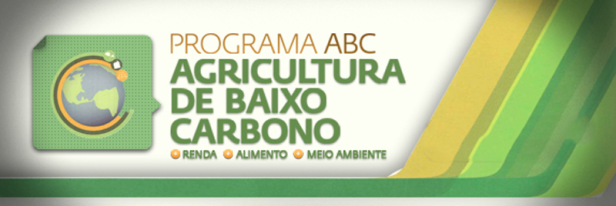 PROGRAMA ABC
AGRICULTURA
DE BAIXO
CARBONO
RENDA ALIMENTO MEIO AMBIENTE